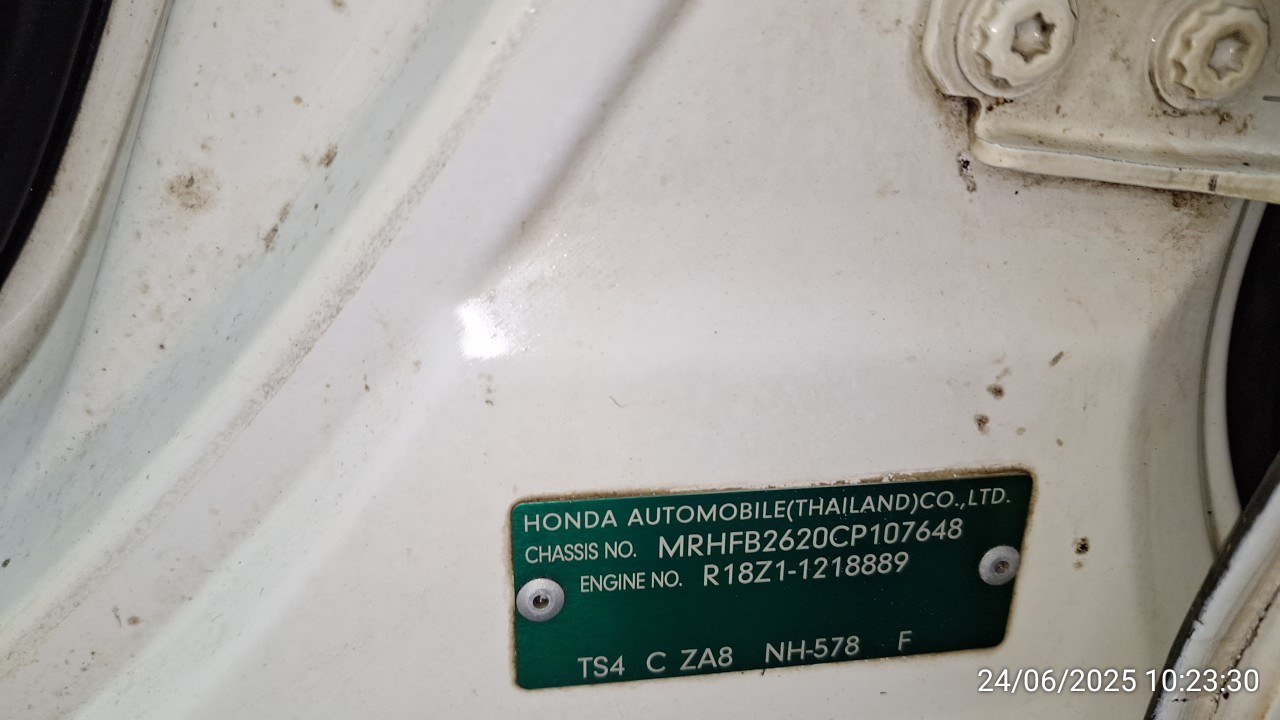 HONDA AUTOMOBILE(THAILAND)CO.,LTD.
CHASSIS NO. MRHFB2620CP107648
ENGINE NO. R18Z1-1218889
TS4 C ZA8 NH-578 F
24/06/2025 10:23:30